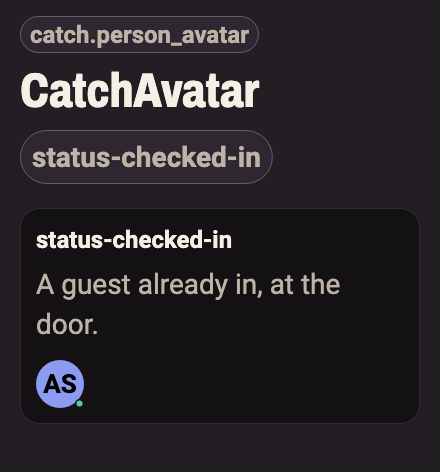 catch.person_avatar
CatchAvatar
status-checked-in
status-checked-in
A guest already in, at the
door.
AS